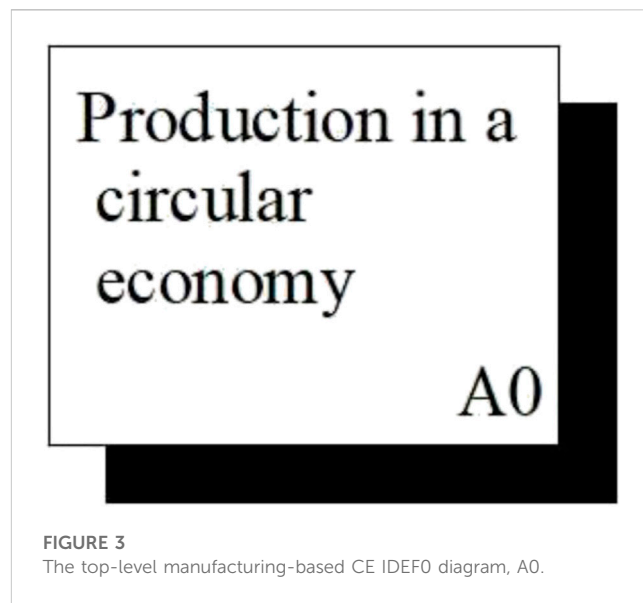 Production in a
circular
economy
A0
FIGURE 3
The top-level manufacturing-based CE IDEF0 diagram, A0.